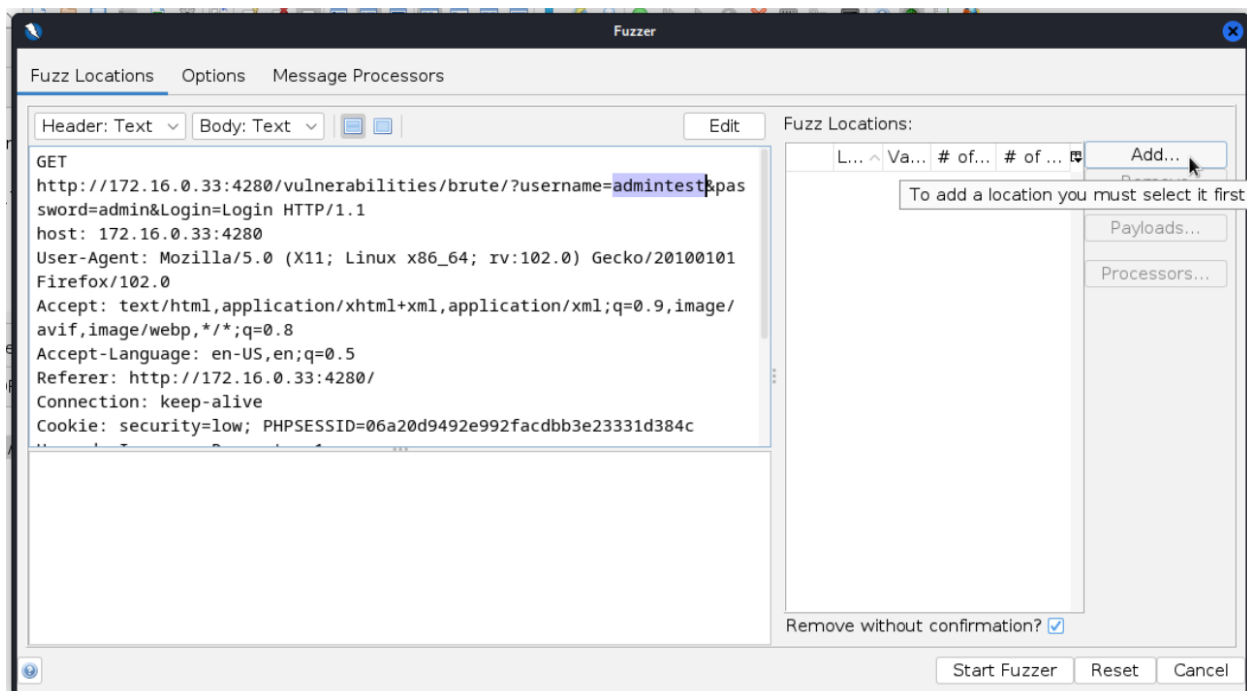 Fuzzer
Fuzz Locations Options Message Processors
Header: Text Body: Text Edit
GET
http://172.16.0.33:4280/vulnerabilities/brute/?username=admintest&pas
sword=admin&Login=Login HTTP/1.1
host: 172.16.0.33:4280
User-Agent: Mozilla/5.0 (X11; Linux x86_64; rv:102.0) Gecko/20100101
Firefox/102.0
Accept: text/html,application/xhtml+xml,application/xml;q=0.9,image/
avif,image/webp,*/*;q=0.8
Accept-Language: en-US,en;q=0.5
Referer: http://172.16.0.33:4280/
Connection: keep-alive
Cookie: security=low; PHPSESSID=06a20d9492e992facdbb3e23331d384c
Fuzz Locations:
L... Va... # of... # of ...
Add...
To add a location you must select it first
Payloads...
Processors...
Remove without confirmation?
Start Fuzzer Reset Cancel